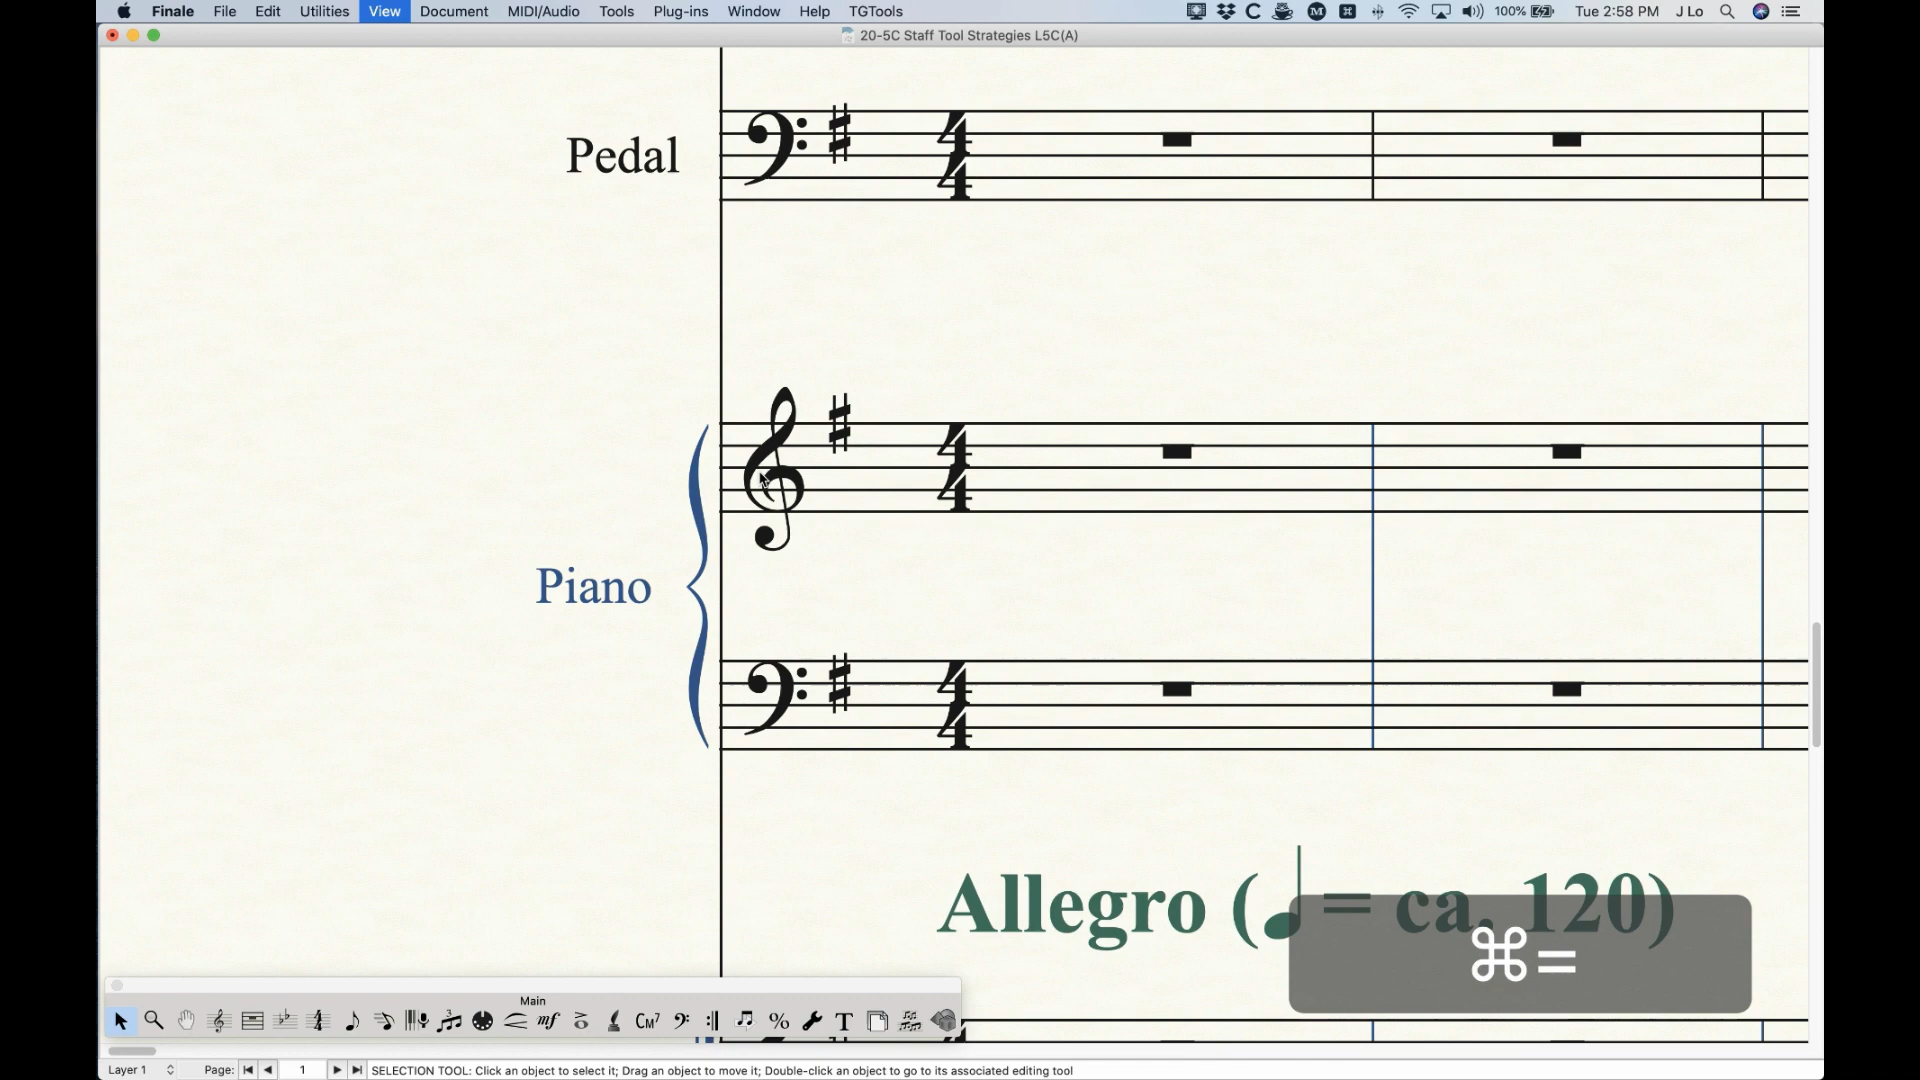 Finale File Edit Utilities View Document MIDI/Audio Tools Plug-ins Window Help TGTools 100% Tue 2:58 PM J Lo
20-5C Staff Tool Strategies L5C(A)
Pedal
Piano
Allegro (♩ = ca. 120)
⌘=
Main
mf CM7 % T
Layer 1 Page: 1 SELECTION TOOL: Click an object to select it; Drag an object to move it; Double-click an object to go to its associated editing tool